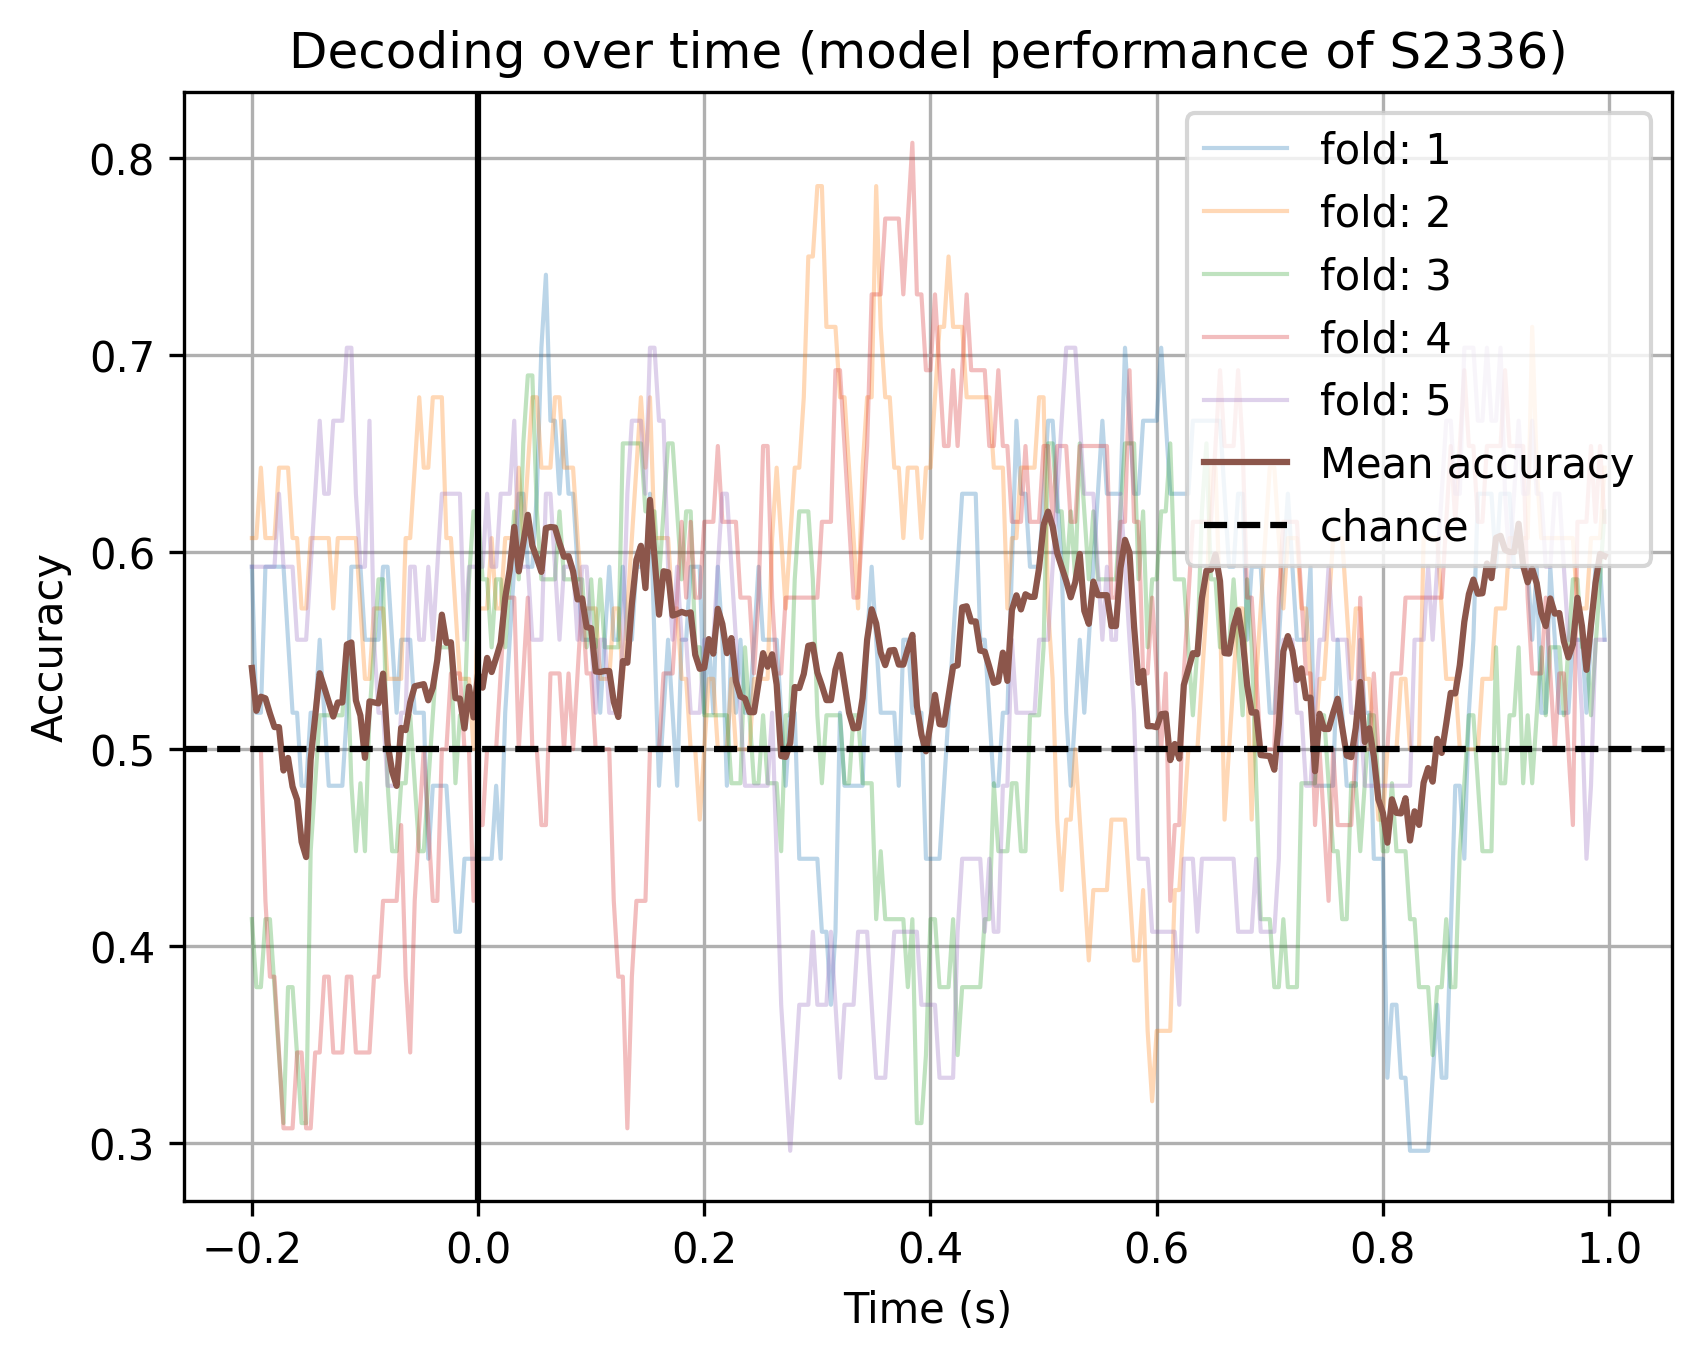 Decoding over time (model performance of S2336)
fold: 1
fold: 2
fold: 3
fold: 4
fold: 5
Mean accuracy
chance
Accuracy
0.8
0.7
0.6
0.5
0.4
0.3
−0.2 0.0 0.2 0.4 0.6 0.8 1.0
Time (s)